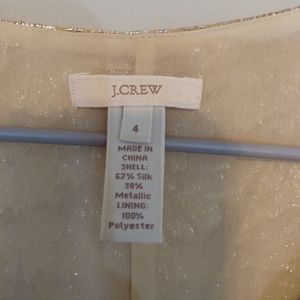 J.CREW
4
MADE IN
CHINA
SHELL:
62% Silk
38%
Metallic
LINING:
100%
Polyester